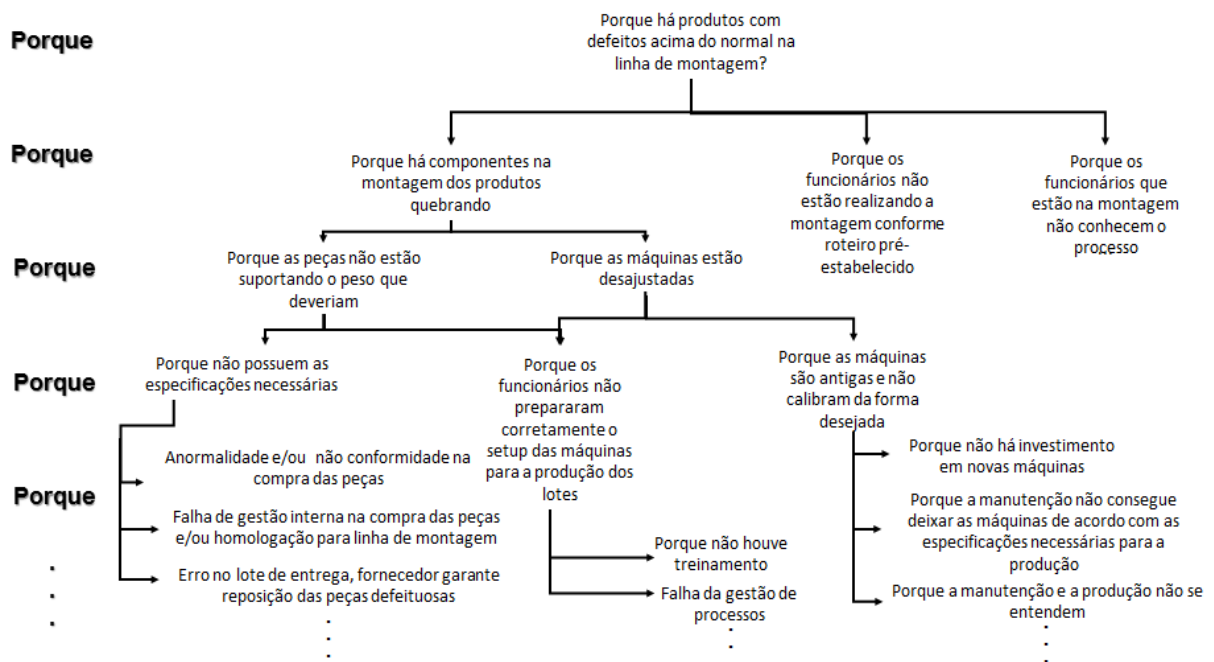 Porque
Porque há produtos com
defeitos acima do normal na
linha de montagem?
Porque
Porque há componentes na
montagem dos produtos
quebrando
Porque os
funcionários não
estão realizando a
montagem conforme
roteiro pré-
estabelecido
Porque os
funcionários que
estão na montagem
não conhecem o
processo
Porque
Porque as peças não estão
suportando o peso que
deveriam
Porque as máquinas estão
desajustadas
Porque
Porque não possuem as
especificações necessárias
Porque os
funcionários não
prepararam
corretamente o
setup das máquinas
para a produção dos
lotes
Porque as máquinas
são antigas e não
calibram da forma
desejada
Porque
Anormalidade e/ou não conformidade na
compra das peças
Falha de gestão interna na compra das peças
e/ou homologação para linha de montagem
Erro no lote de entrega, fornecedor garante
reposição das peças defeituosas
Porque não houve
treinamento
Falha da gestão de
processos
Porque não há investimento
em novas máquinas
Porque a manutenção não consegue
deixar as máquinas de acordo com as
especificações necessárias para a
produção
Porque a manutenção e a produção não se
entendem